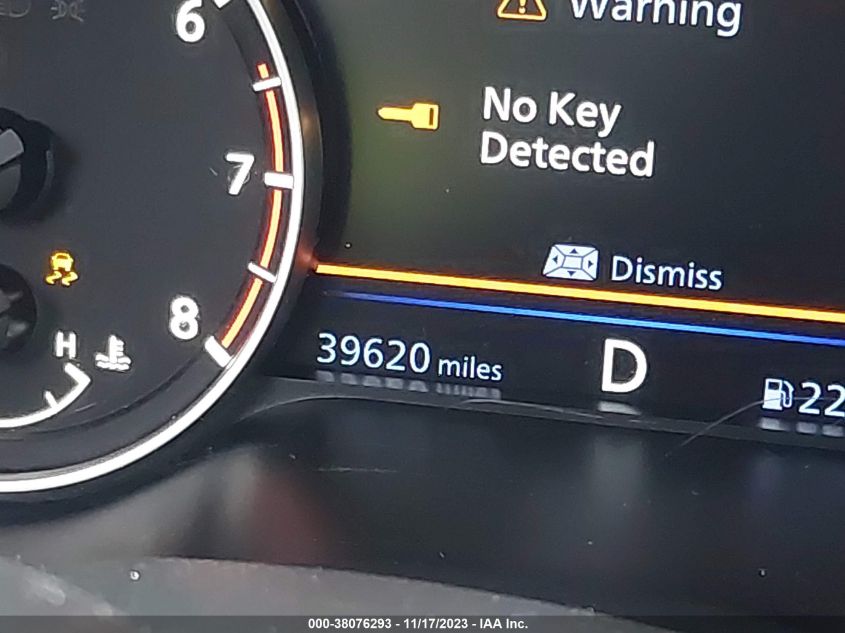 6
Warning
No Key
Detected
7
Dismiss
8
H
39620 miles
D
22
000-38076293 - 11/17/2023 - IAA Inc.